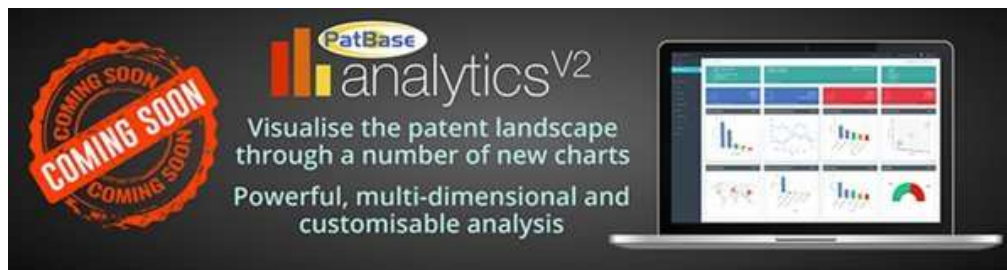 COMING SOON
COMING SOON
COMING SOON
PatBase
analytics V2
Visualise the patent landscape
through a number of new charts
Powerful, multi-dimensional and
customisable analysis